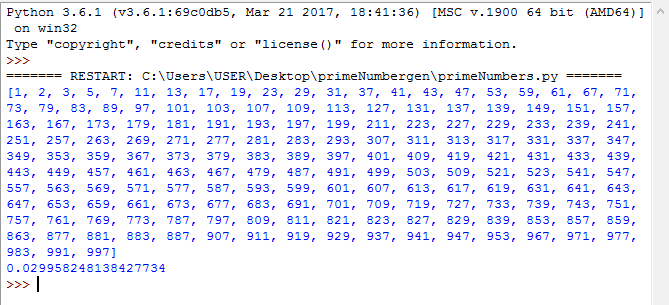 Python 3.6.1 (v3.6.1:69c0db5, Mar 21 2017, 18:41:36) [MSC v.1900 64 bit (AMD64)]
on win32
Type "copyright", "credits" or "license()" for more information.
>>>
======= RESTART: C:\Users\USER\Desktop\primeNumbergen\primeNumbers.py =======
[1, 2, 3, 5, 7, 11, 13, 17, 19, 23, 29, 31, 37, 41, 43, 47, 53, 59, 61, 67, 71,
73, 79, 83, 89, 97, 101, 103, 107, 109, 113, 127, 131, 137, 139, 149, 151, 157,
163, 167, 173, 179, 181, 191, 193, 197, 199, 211, 223, 227, 229, 233, 239, 241,
251, 257, 263, 269, 271, 277, 281, 283, 293, 307, 311, 313, 317, 331, 337, 347,
349, 353, 359, 367, 373, 379, 383, 389, 397, 401, 409, 419, 421, 431, 433, 439,
443, 449, 457, 461, 463, 467, 479, 487, 491, 499, 503, 509, 521, 523, 541, 547,
557, 563, 569, 571, 577, 587, 593, 599, 601, 607, 613, 617, 619, 631, 641, 643,
647, 653, 659, 661, 673, 677, 683, 691, 701, 709, 719, 727, 733, 739, 743, 751,
757, 761, 769, 773, 787, 797, 809, 811, 821, 823, 827, 829, 839, 853, 857, 859,
863, 877, 881, 883, 887, 907, 911, 919, 929, 937, 941, 947, 953, 967, 971, 977,
983, 991, 997]
0.029958248138427734
>>>